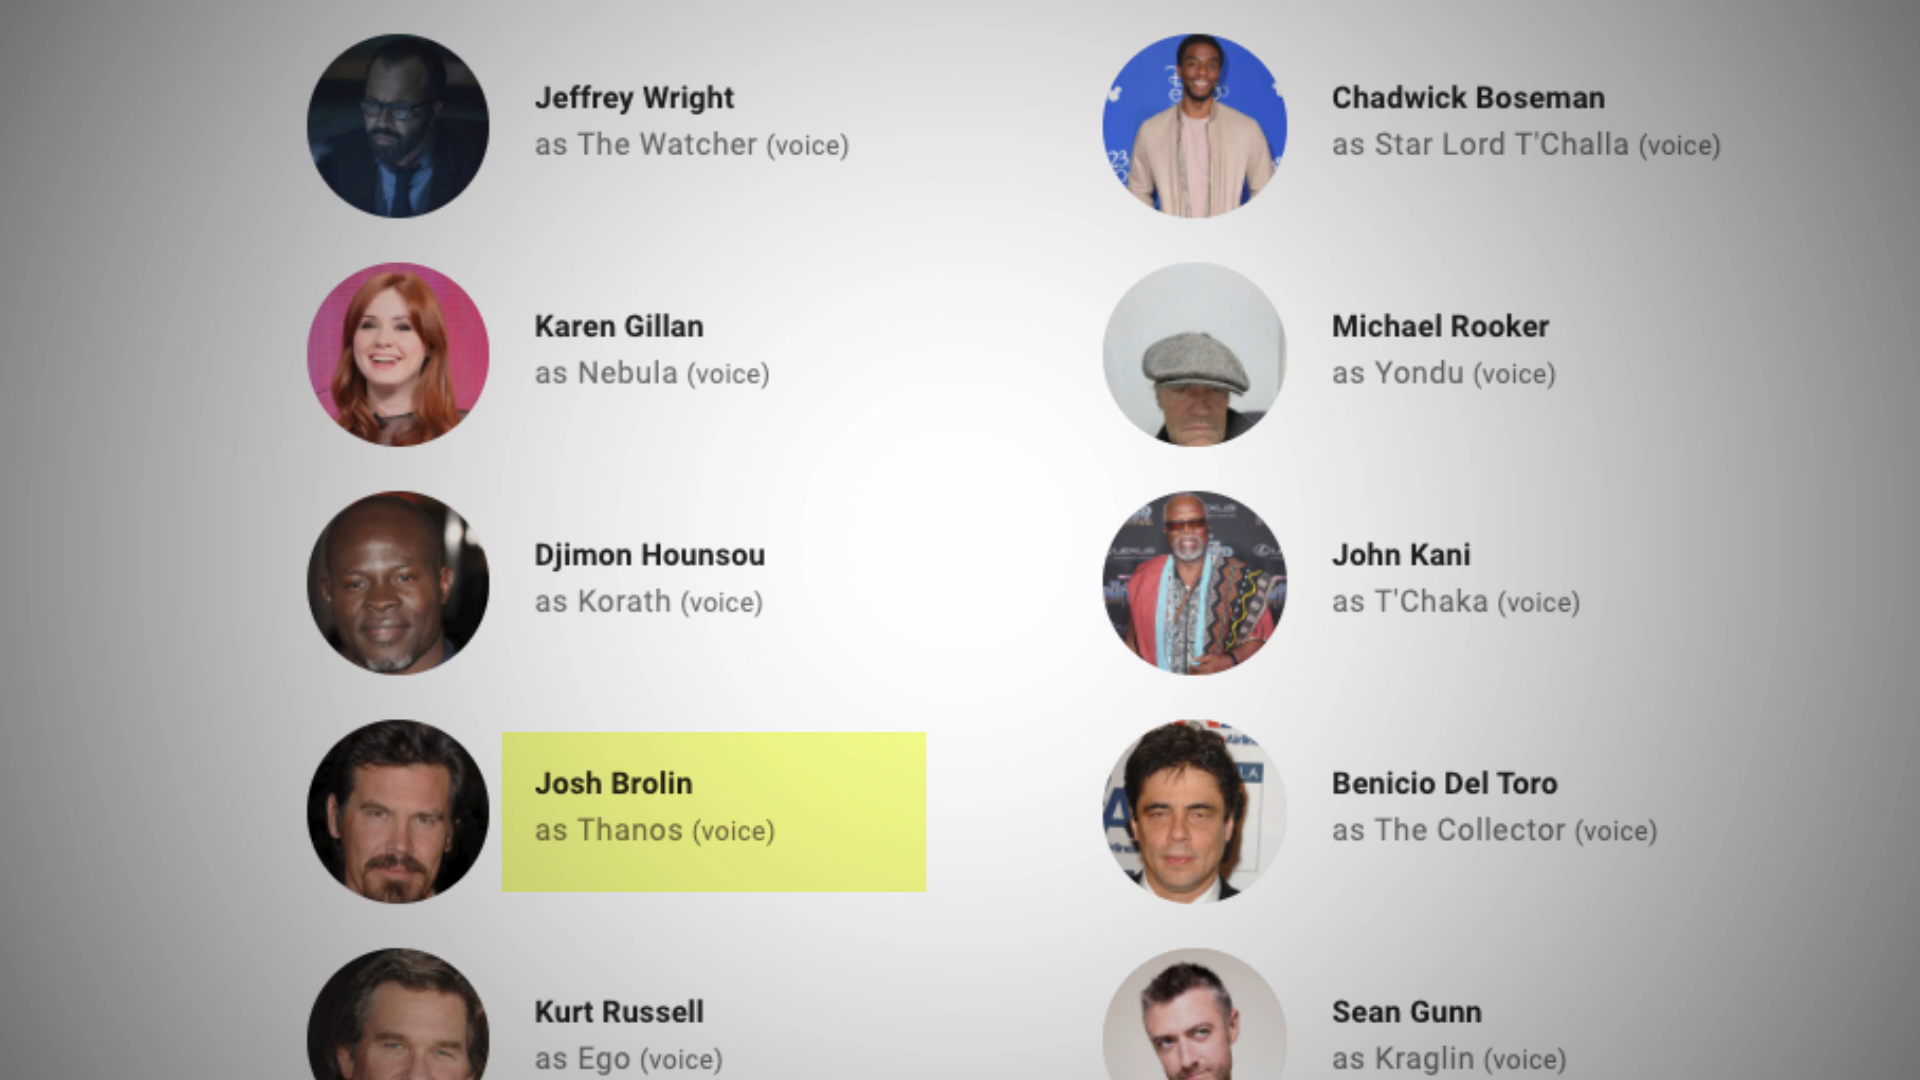 Jeffrey Wright
as The Watcher (voice)
Chadwick Boseman
as Star Lord T'Challa (voice)
Karen Gillan
as Nebula (voice)
Michael Rooker
as Yondu (voice)
Djimon Hounsou
as Korath (voice)
John Kani
as T'Chaka (voice)
Josh Brolin
as Thanos (voice)
Benicio Del Toro
as The Collector (voice)
Kurt Russell
as Ego (voice)
Sean Gunn
as Kraglin (voice)